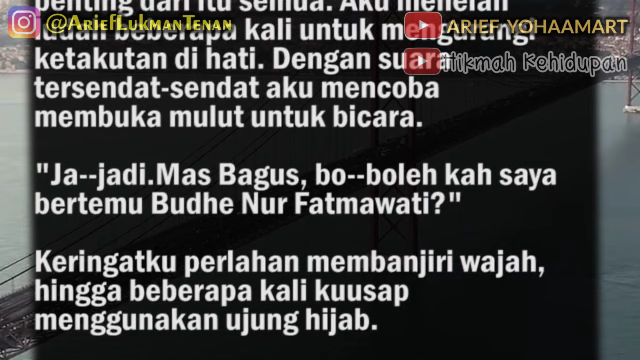 penting dari itu semua. Aku menelan
@AriefLukmanTenan
ARIEF-YOHAAMART
beberapa kali untuk
ketakutan di hati. Dengan suara
Hikmah Kehidupan
tersendat-sendat aku mencoba
membuka mulut untuk bicara.
"Ja--jadi.Mas Bagus, bo--boleh kah saya
bertemu Budhe Nur Fatmawati?"
Keringatku perlahan membanjiri wajah,
hingga beberapa kali kuusap
menggunakan ujung hijab.